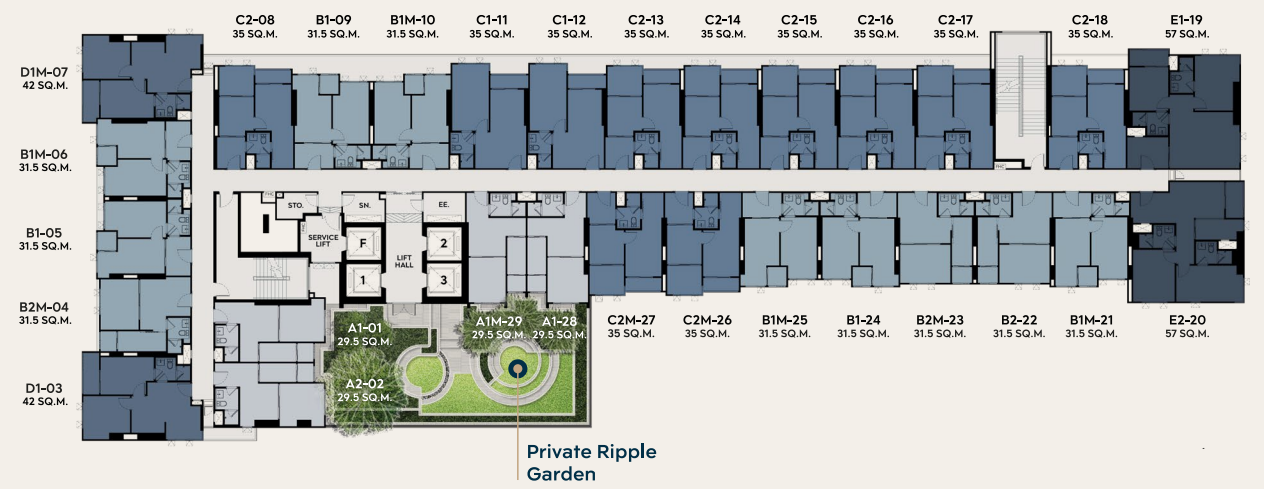 C2-08
35 SQ.M.
B1-09
31.5 SQ.M.
B1M-10
31.5 SQ.M.
C1-11
35 SQ.M.
C1-12
35 SQ.M.
C2-13
35 SQ.M.
C2-14
35 SQ.M.
C2-15
35 SQ.M.
C2-16
35 SQ.M.
C2-17
35 SQ.M.
C2-18
35 SQ.M.
E1-19
57 SQ.M.
D1M-07
42 SQ.M.
B1M-06
31.5 SQ.M.
B1-05
31.5 SQ.M.
B2M-04
31.5 SQ.M.
D1-03
42 SQ.M.
STO.
SN.
EE.
SERVICE
LIFT
F
1
LIFT
HALL
2
3
A1-01
29.5 SQ.M.
A2-02
29.5 SQ.M.
A1M-29
29.5 SQ.M.
A1-28
29.5 SQ.M.
C2M-27
35 SQ.M.
C2M-26
35 SQ.M.
B1M-25
31.5 SQ.M.
B1-24
31.5 SQ.M.
B2M-23
31.5 SQ.M.
B2-22
31.5 SQ.M.
B1M-21
31.5 SQ.M.
E2-20
57 SQ.M.
Private Ripple
Garden